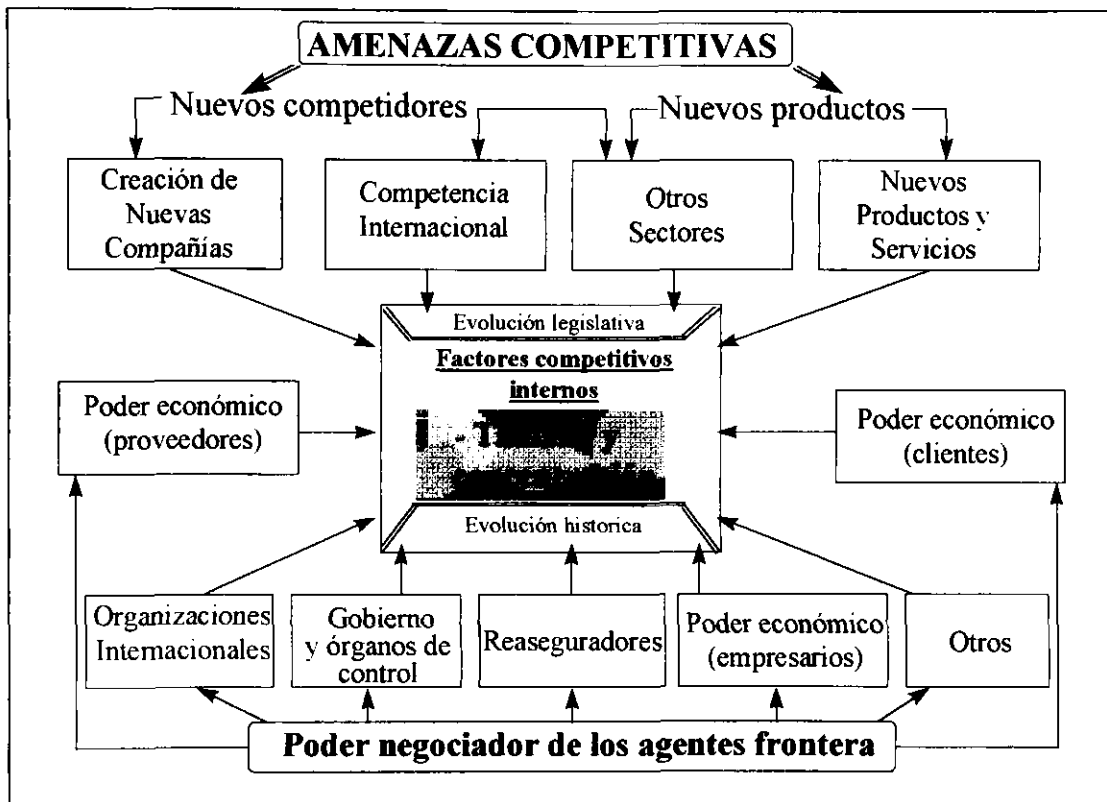 AMENAZAS COMPETITIVAS
Nuevos competidores
Nuevos productos
Creación de
Nuevas
Compañías
Competencia
Internacional
Otros
Sectores
Nuevos
Productos y
Servicios
Evolución legislativa
Factores competitivos
internos
Poder económico
(proveedores)
Poder económico
(clientes)
Evolución historica
Organizaciones
Internacionales
Gobierno
y órganos de
control
Reaseguradores
Poder económico
(empresarios)
Otros
Poder negociador de los agentes frontera